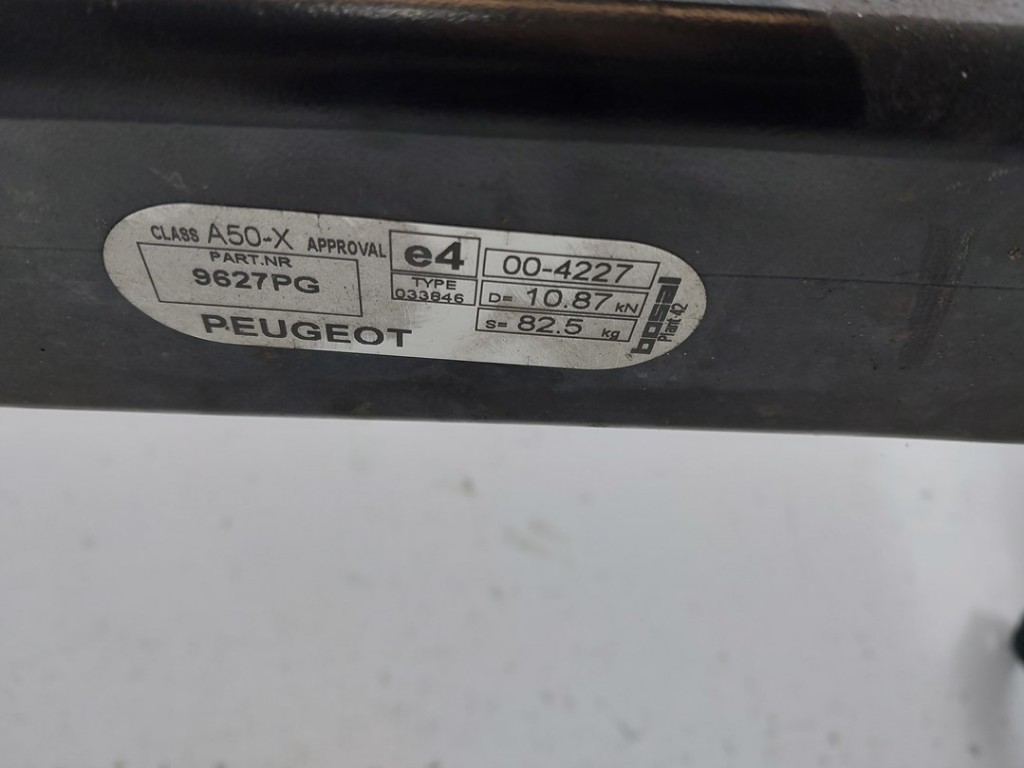 CLASS A50-X APPROVAL
PART.NR
9627PG
PEUGEOT
e4
TYPE
033646
00-4227
D= 10.87 kN
S= 82.5 kg
bosal
Plant 42